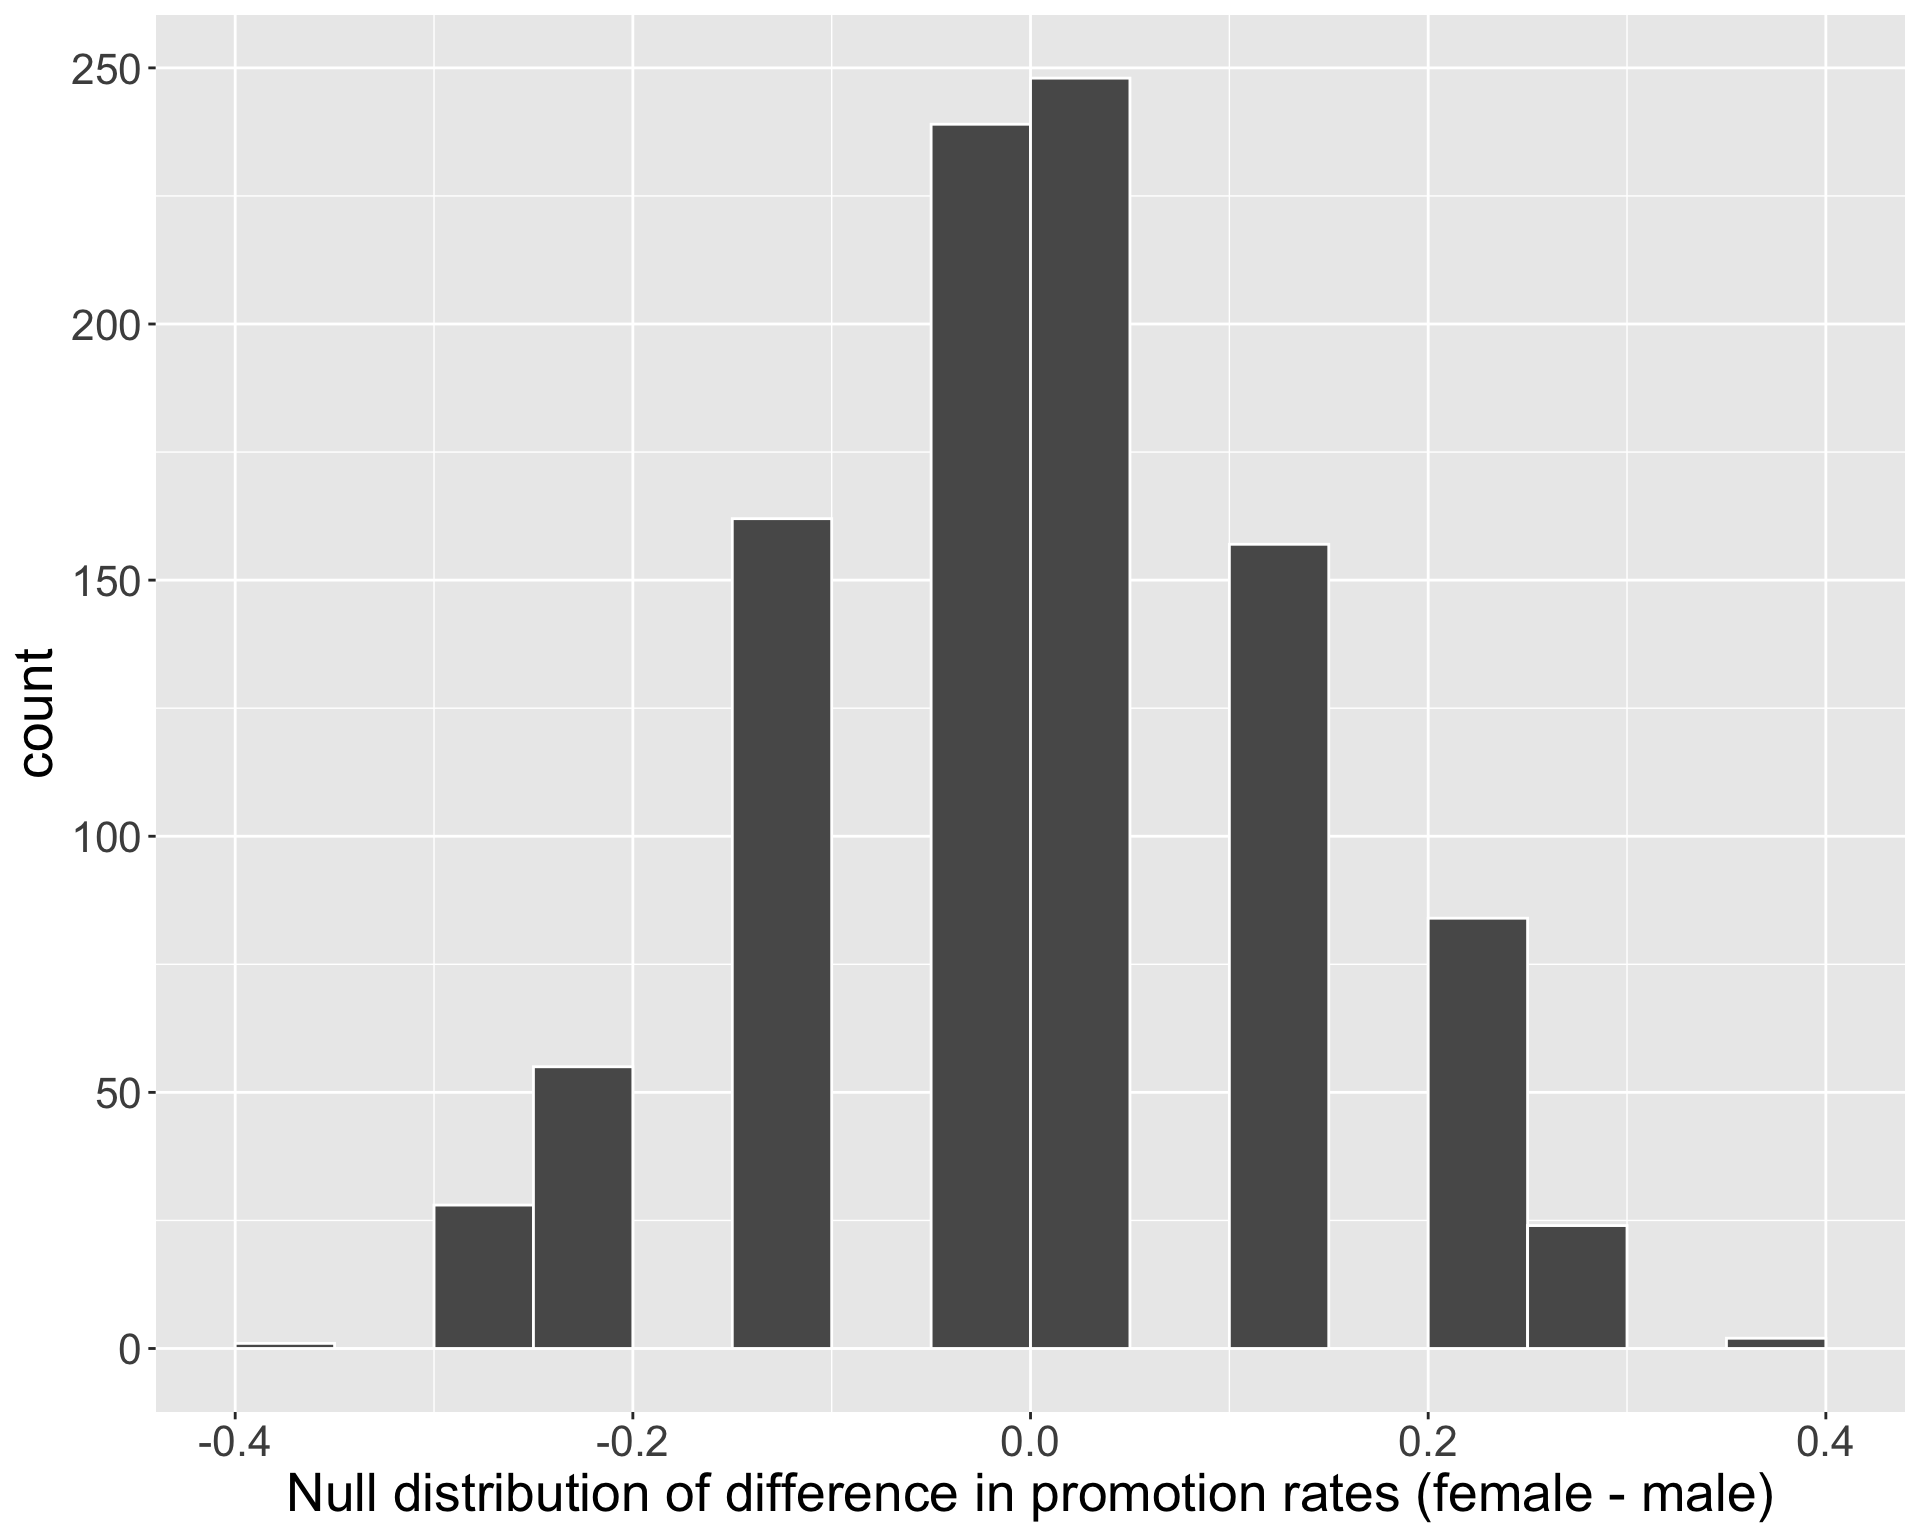 250
200
150
100
50
0
count
-0.4 -0.2 0.0 0.2 0.4
Null distribution of difference in promotion rates (female - male)